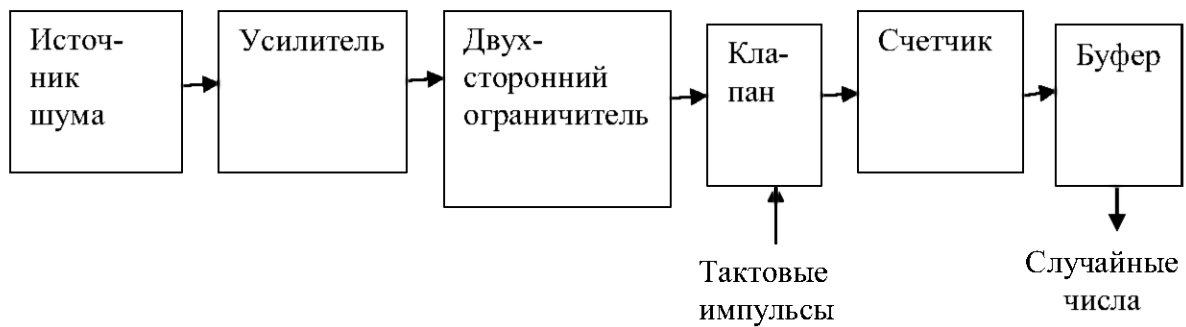 Источ-
ник
шума
Усилитель
Двух-
сторонний
ограничитель
Кла-
пан
Счетчик
Буфер
Тактовые
импульсы
Случайные
числа